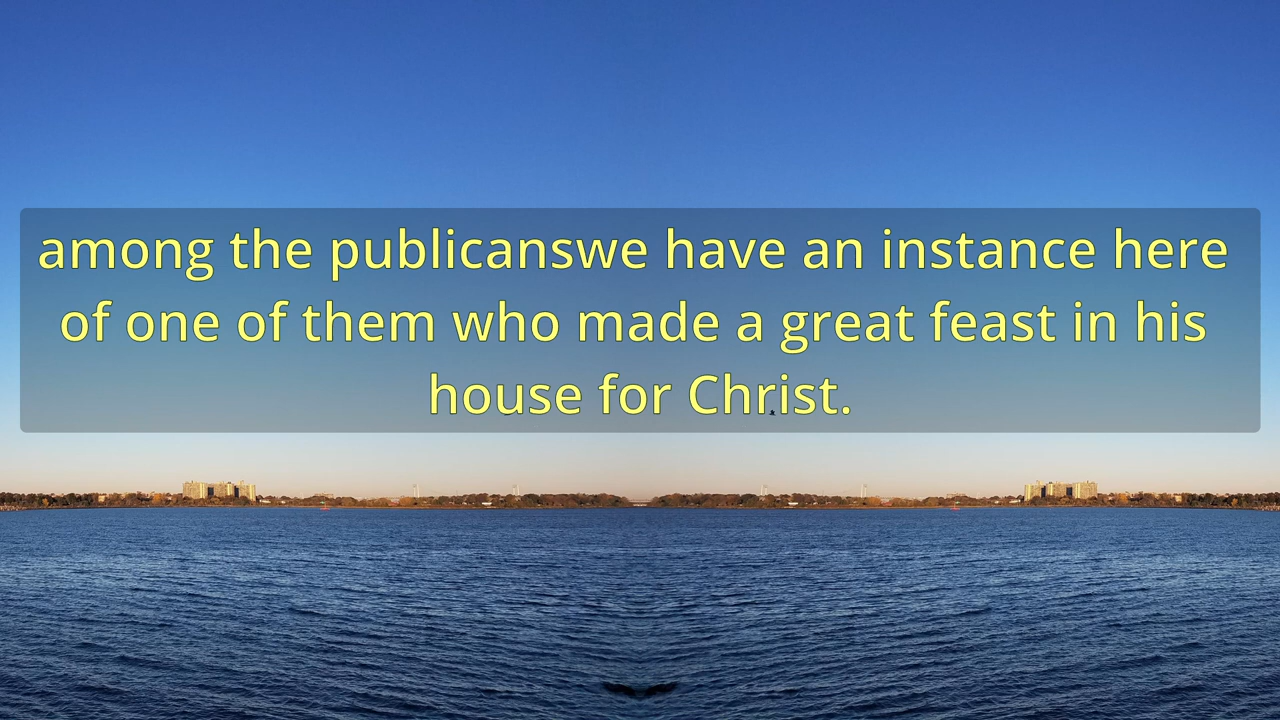 among the publicanswe have an instance here
of one of them who made a great feast in his
house for Christ.